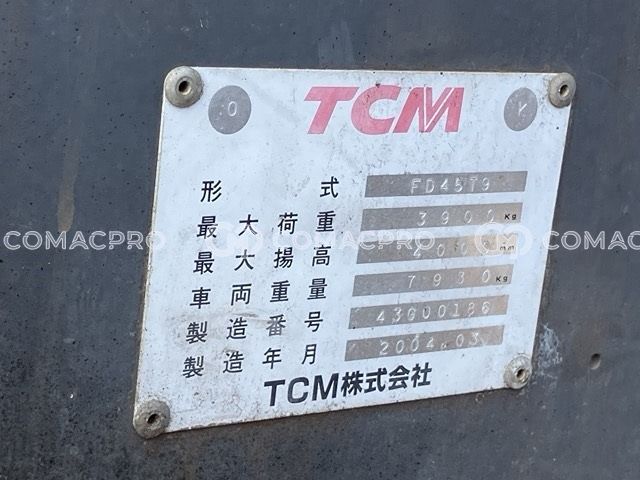 O TCM Y
形式 FD45T9
最大荷重 3900 Kg
COMACPRO COMACPRO COMACPRO
最大揚高 mm
車両重量 7930 Kg
製造番号 43600186
製造年月 2004.03
TCM株式会社